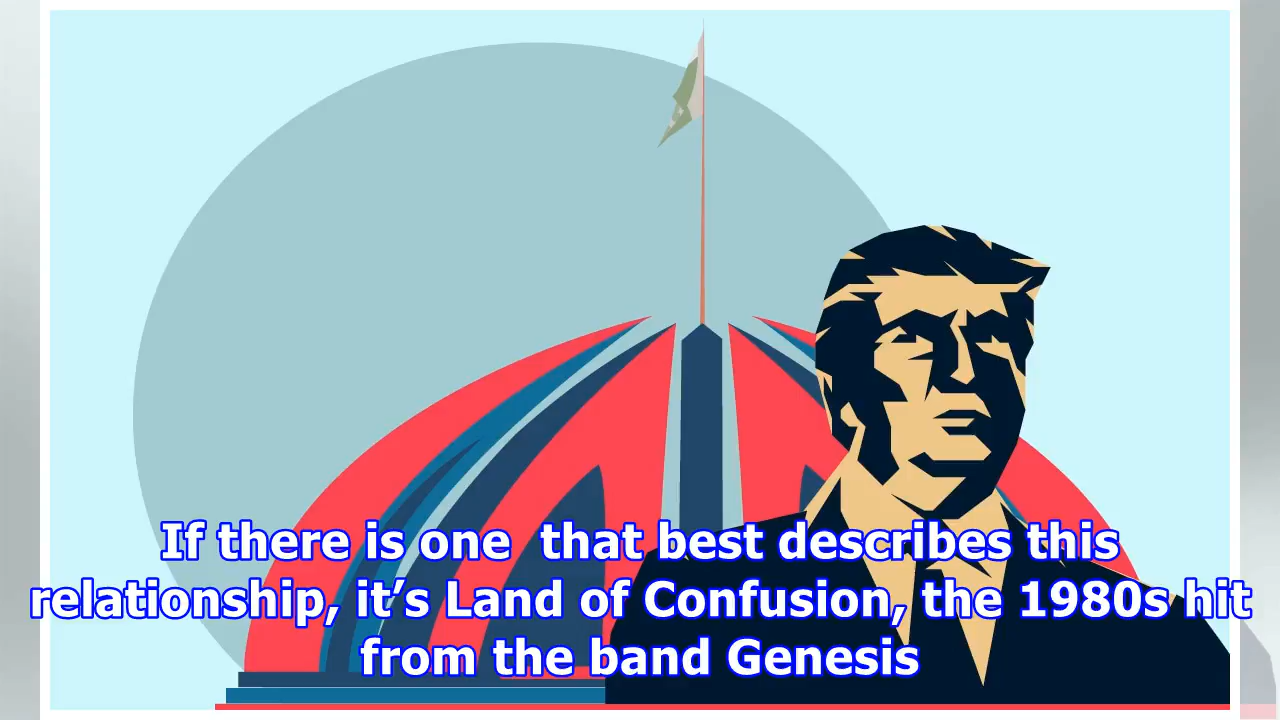 If there is one  that best describes this
relationship, it’s Land of Confusion, the 1980s hit
from the band Genesis